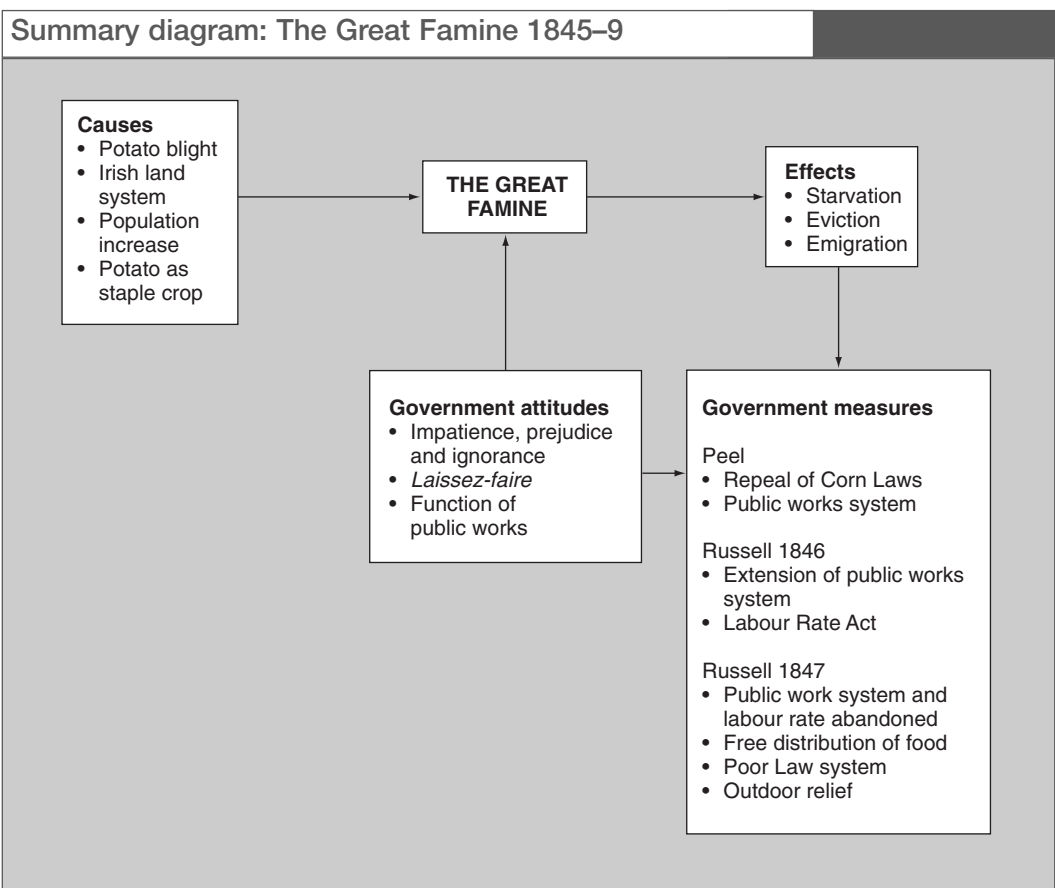 Summary diagram: The Great Famine 1845–9
Causes
• Potato blight
• Irish land
system
• Population
increase
• Potato as
staple crop
THE GREAT
FAMINE
Effects
• Starvation
• Eviction
• Emigration
Government attitudes
• Impatience, prejudice
and ignorance
• Laissez-faire
• Function of
public works
Government measures
Peel
• Repeal of Corn Laws
• Public works system
Russell 1846
• Extension of public works
system
• Labour Rate Act
Russell 1847
• Public work system and
labour rate abandoned
• Free distribution of food
• Poor Law system
• Outdoor relief